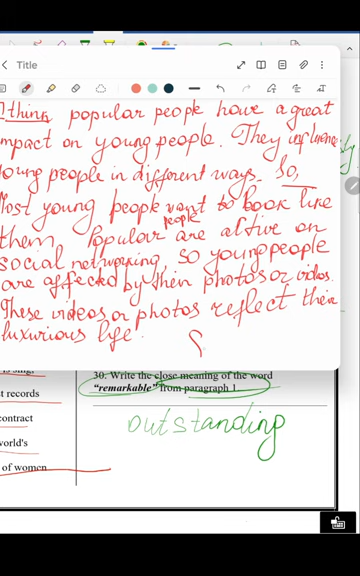 Title
I think popular people have a great
impact on young people. They influence
young people in different ways. So,
Most young people want to look like
them. Popular people are active on
social networking, so young people
are affected by their photos or videos.
These videos or photos reflect their
luxurious life.
30. Write the close meaning of the word
"remarkable" from paragraph 1
outstanding
is sing.
st records
contract
world's
of women